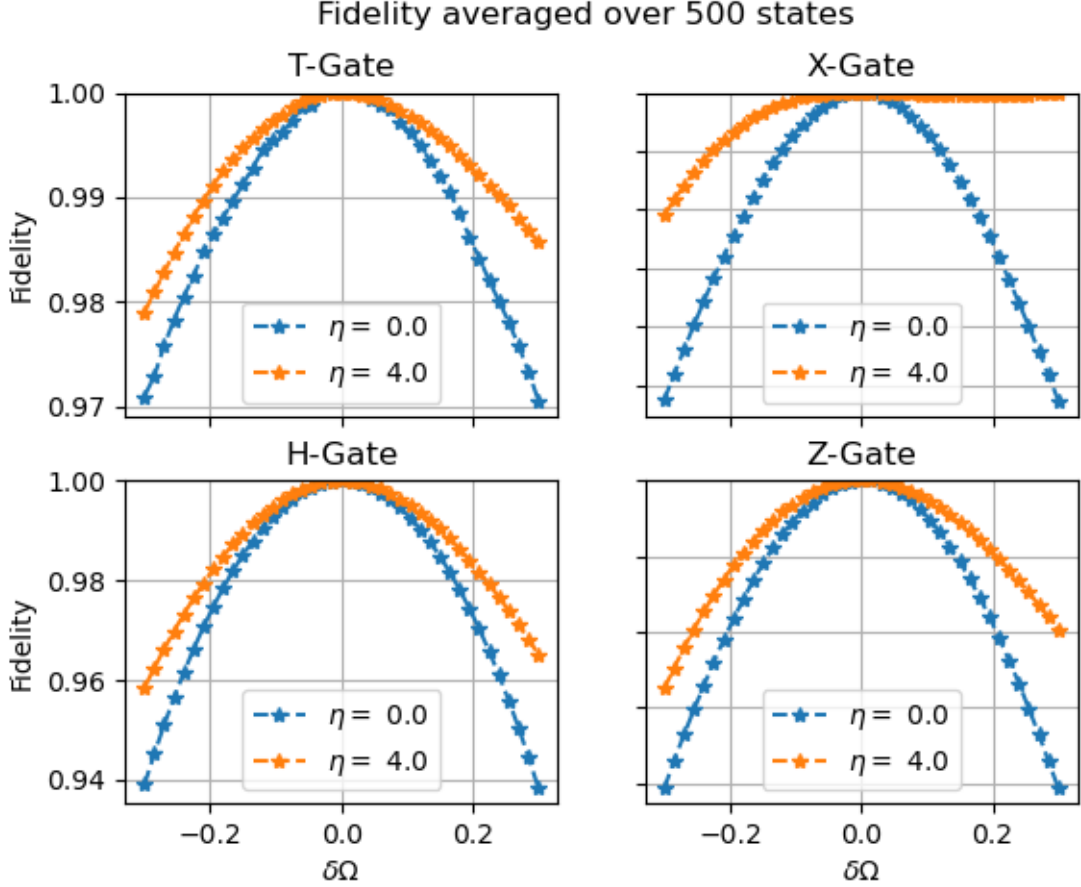 Fidelity averaged over 500 states
T-Gate
X-Gate
1.00
0.99
0.98
0.97
Fidelity
η = 0.0
η = 4.0
η = 0.0
η = 4.0
H-Gate
Z-Gate
1.00
0.98
0.96
0.94
Fidelity
η = 0.0
η = 4.0
η = 0.0
η = 4.0
−0.2 0.0 0.2
−0.2 0.0 0.2
δΩ
δΩ